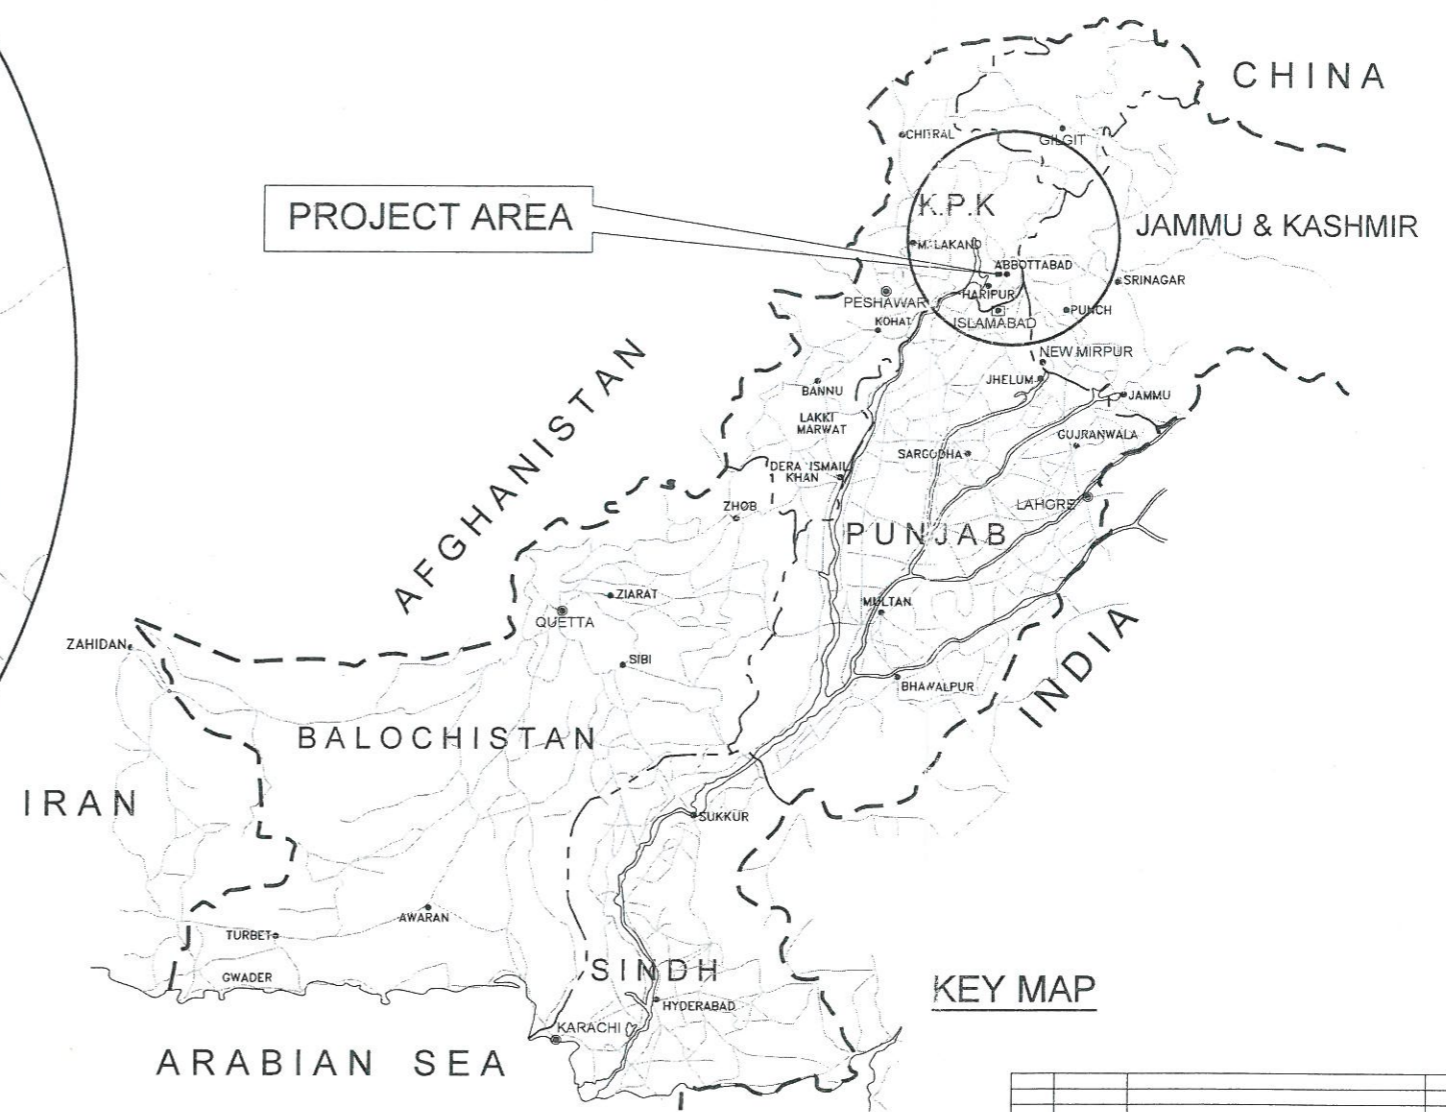 CHINA
CHITRAL
GILGIT
K.P.K
PROJECT AREA
JAMMU & KASHMIR
MALAKAND
ABBOTTABAD
SRINAGAR
HARIPUR
PESHAWAR
PUNCH
ISLAMABAD
KOHAT
NEW MIRPUR
JHELUM
BANNU
JAMMU
LAKKI
MARWAT
GUJRANWALA
SARGODHA
DERA ISMAIL
KHAN
AFGHANISTAN
ZHOB
LAHORE
PUNJAB
ZIARAT
MULTAN
QUETTA
ZAHIDAN
SIBI
INDIA
BHAWALPUR
BALOCHISTAN
IRAN
SUKKUR
AWARAN
TURBET
SINDH
GWADER
KEY MAP
HYDERABAD
KARACHI
ARABIAN SEA